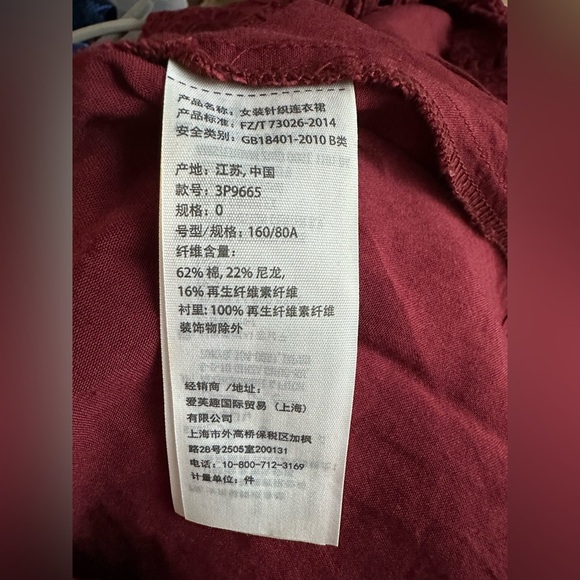 产品名称: 女装针织连衣裙
产品标准: FZ/T 73026-2014
安全类别: GB18401-2010 B类
产地: 江苏, 中国
款号: 3P9665
规格: 0
号型/规格: 160/80A
纤维含量:
62% 棉, 22% 尼龙,
16% 再生纤维素纤维
衬里: 100% 再生纤维素纤维
装饰物除外
经销商 /地址:
爱芙趣国际贸易 (上海)
有限公司
上海市外高桥保税区加枫
路28号2505室200131
电话: 10-800-712-3169
计量单位: 件